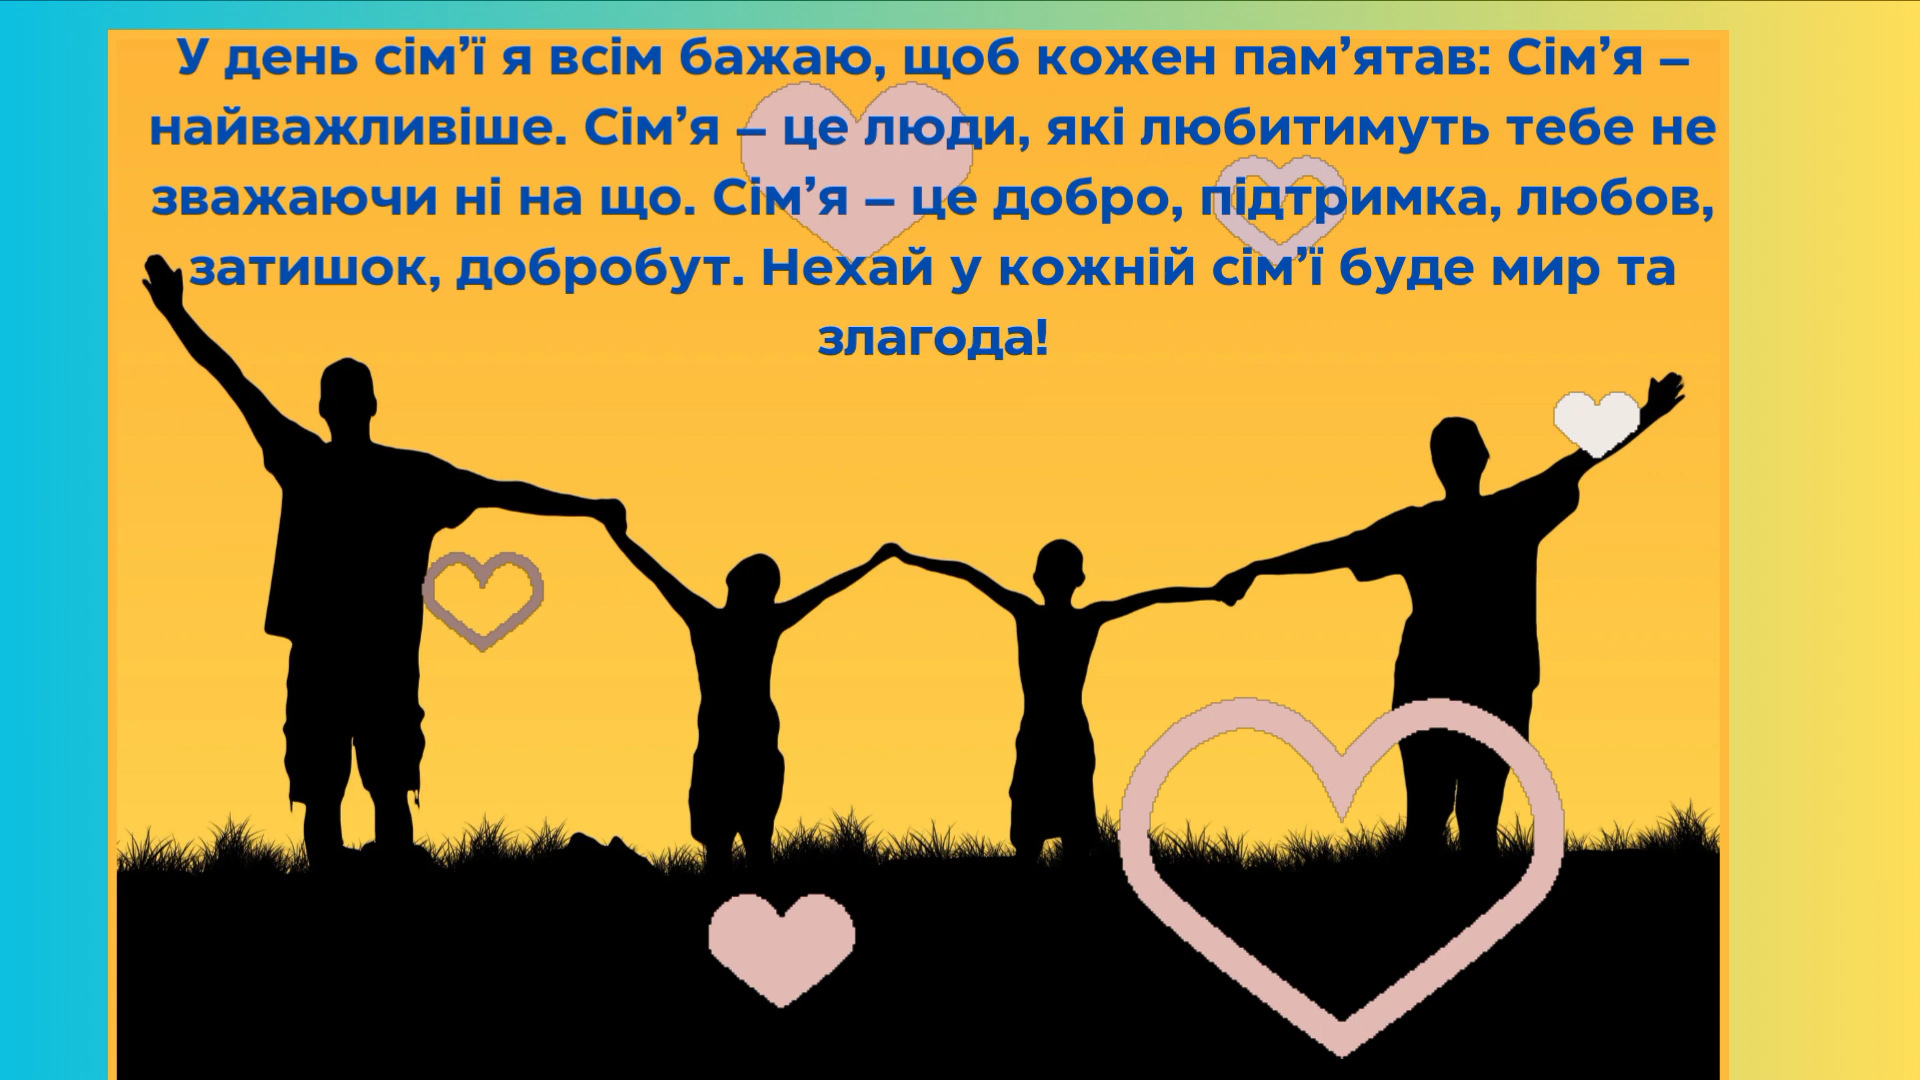 У день сім’ї я всім бажаю, щоб кожен пам’ятав: Сім’я –
найважливіше. Сім’я – це люди, які любитимуть тебе не
зважаючи ні на що. Сім’я – це добро, підтримка, любов,
затишок, добробут. Нехай у кожній сім’ї буде мир та
злагода!